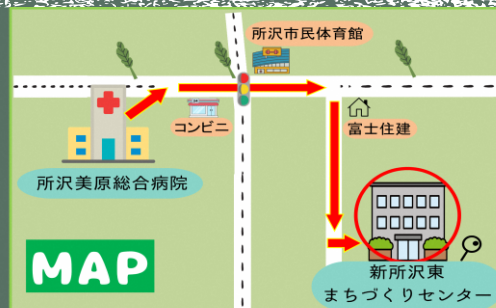 所沢市民体育館
コンビニ
富士住建
所沢美原総合病院
MAP
新所沢東
まちづくりセンター